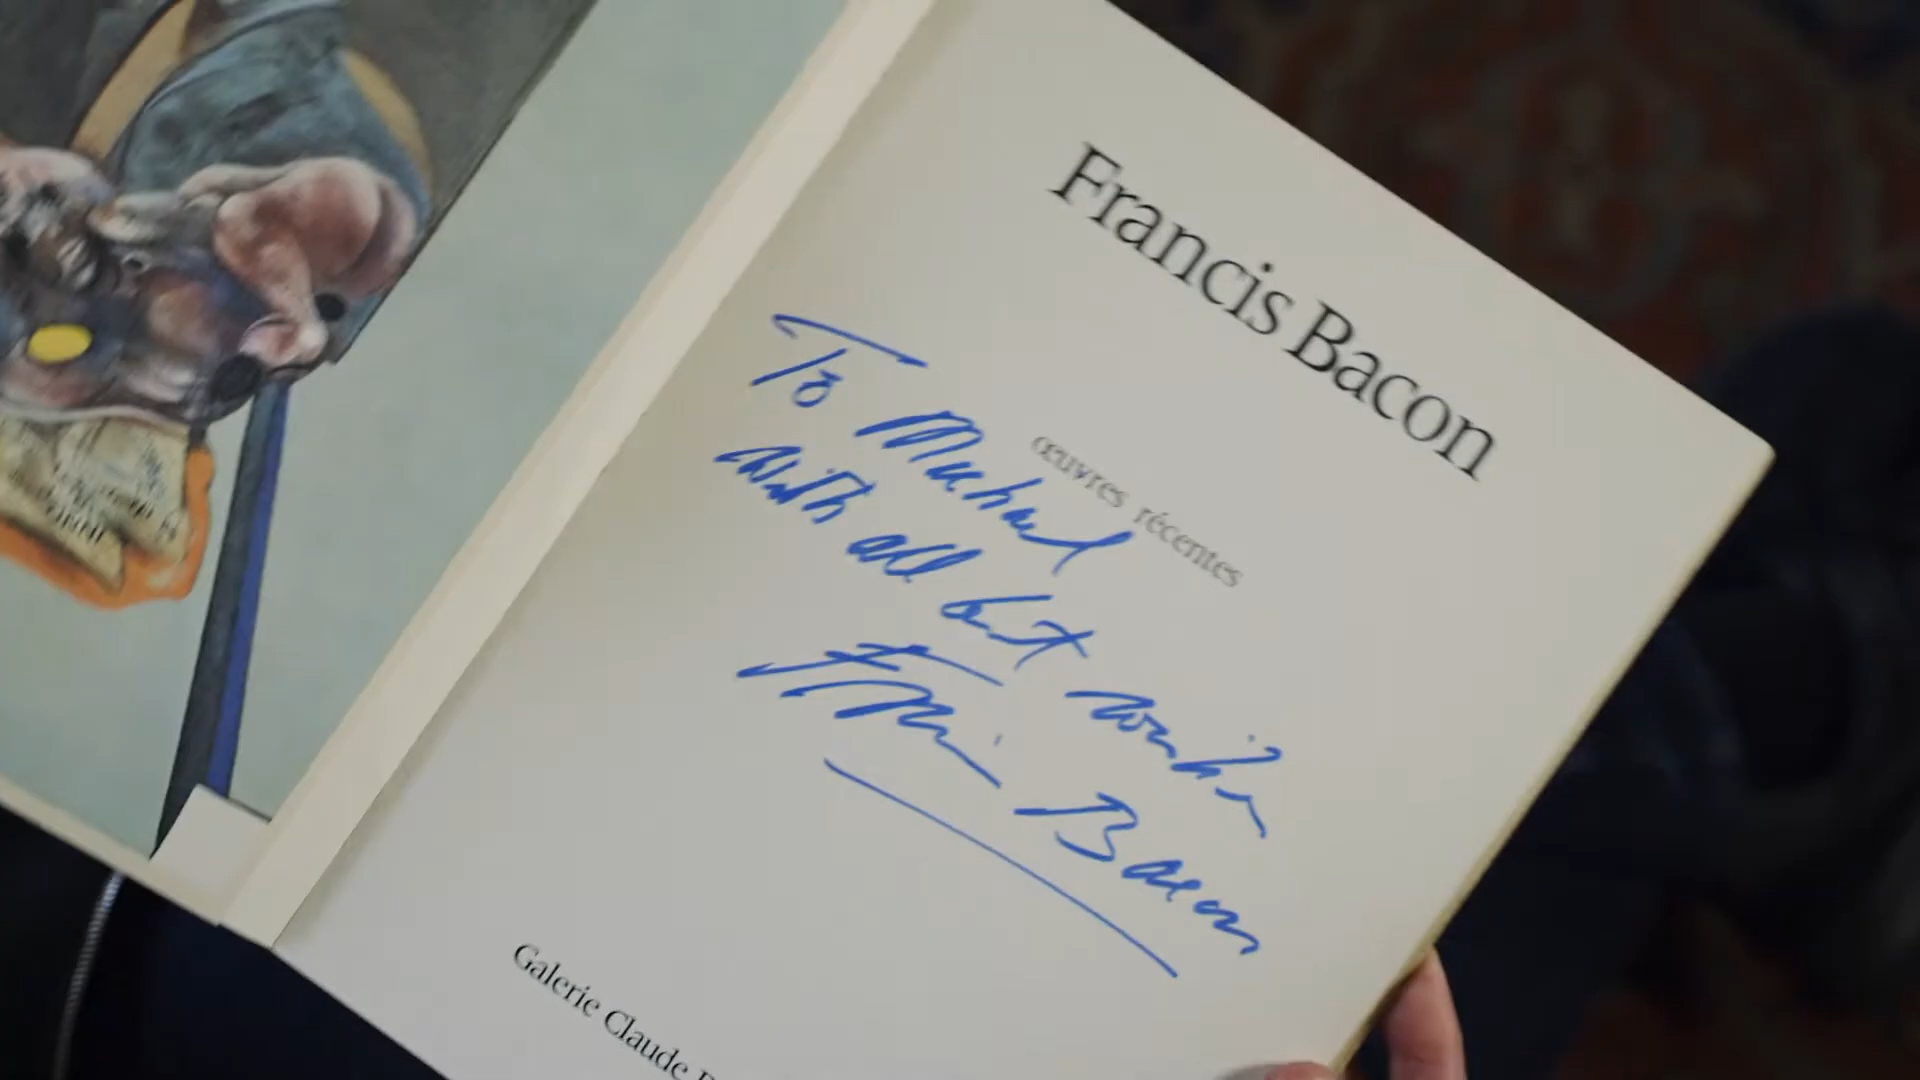 Francis Bacon
œuvres récentes
To Michael
With all best wishes
Francis Bacon
Galerie Claude